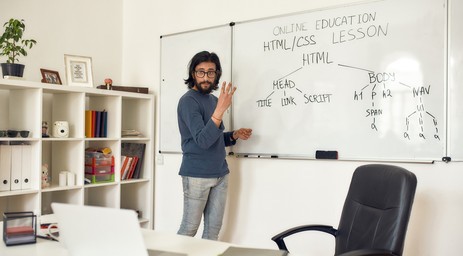 ONLINE EDUCATION
HTML/CSS LESSON
HTML
HEAD BODY NAV
TITLE LINK SCRIPT h1 P h2
SPAN
a a a a